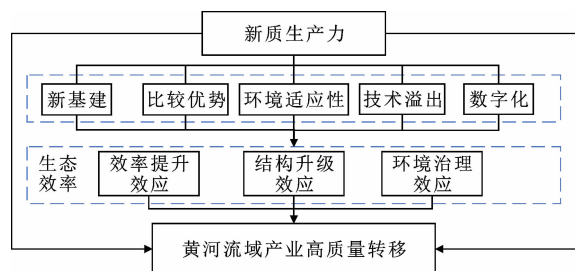 新质生产力
新基建 比较优势 环境适应性 技术溢出 数字化
生态
效率
效率提升
效应
结构升级
效应
环境治理
效应
黄河流域产业高质量转移